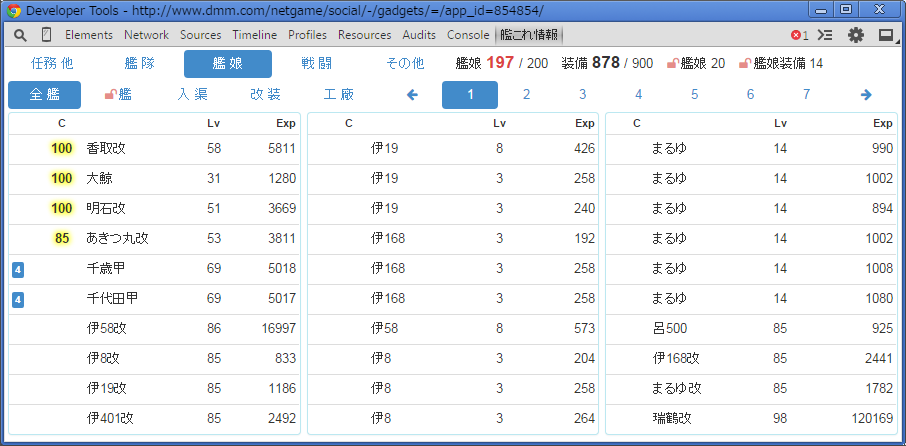 Developer Tools - http://www.dmm.com/netgame/social/-/gadgets/=/app_id=854854/
Elements Network Sources Timeline Profiles Resources Audits Console 艦これ情報 1
任務 他 艦 隊 艦 娘 戦 闘 その他 艦娘 197 / 200 装備 878 / 900 艦娘 20 艦娘装備 14
全 艦 艦 入 渠 改 装 工 廠 1 2 3 4 5 6 7
C Lv Exp C Lv Exp C Lv Exp
100 香取改 58 5811 伊19 8 426 まるゆ 14 990
100 大鯨 31 1280 伊19 3 258 まるゆ 14 1002
100 明石改 51 3669 伊19 3 240 まるゆ 14 894
85 あきつ丸改 53 3811 伊168 3 192 まるゆ 14 1002
4 千歳甲 69 5018 伊168 3 258 まるゆ 14 1008
4 千代田甲 69 5017 伊168 3 258 まるゆ 14 1080
伊58改 86 16997 伊58 8 573 呂500 85 925
伊8改 85 833 伊8 3 204 伊168改 85 2441
伊19改 85 1186 伊8 3 258 まるゆ改 85 1782
伊401改 85 2492 伊8 3 264 瑞鶴改 98 120169